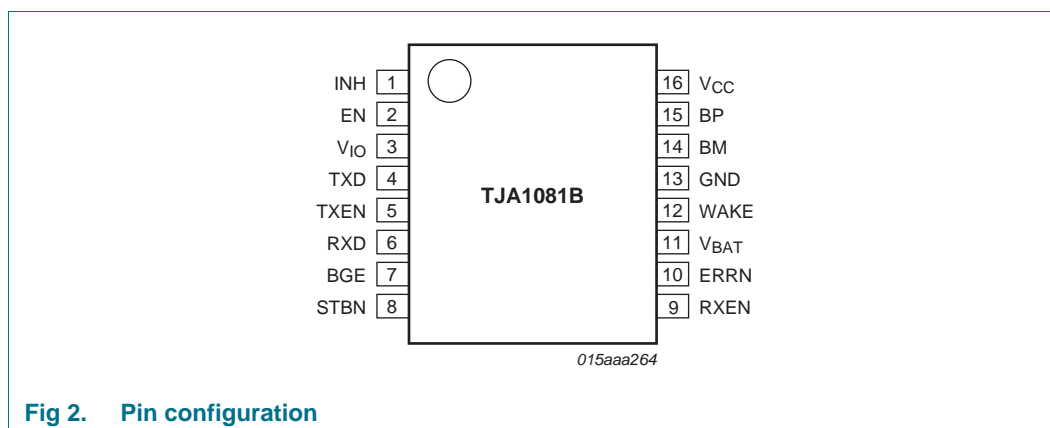 INH 1
EN 2
VIO 3
TXD 4
TXEN 5
RXD 6
BGE 7
STBN 8
TJA1081B
16 VCC
15 BP
14 BM
13 GND
12 WAKE
11 VBAT
10 ERRN
9 RXEN
015aaa264
Fig 2. Pin configuration